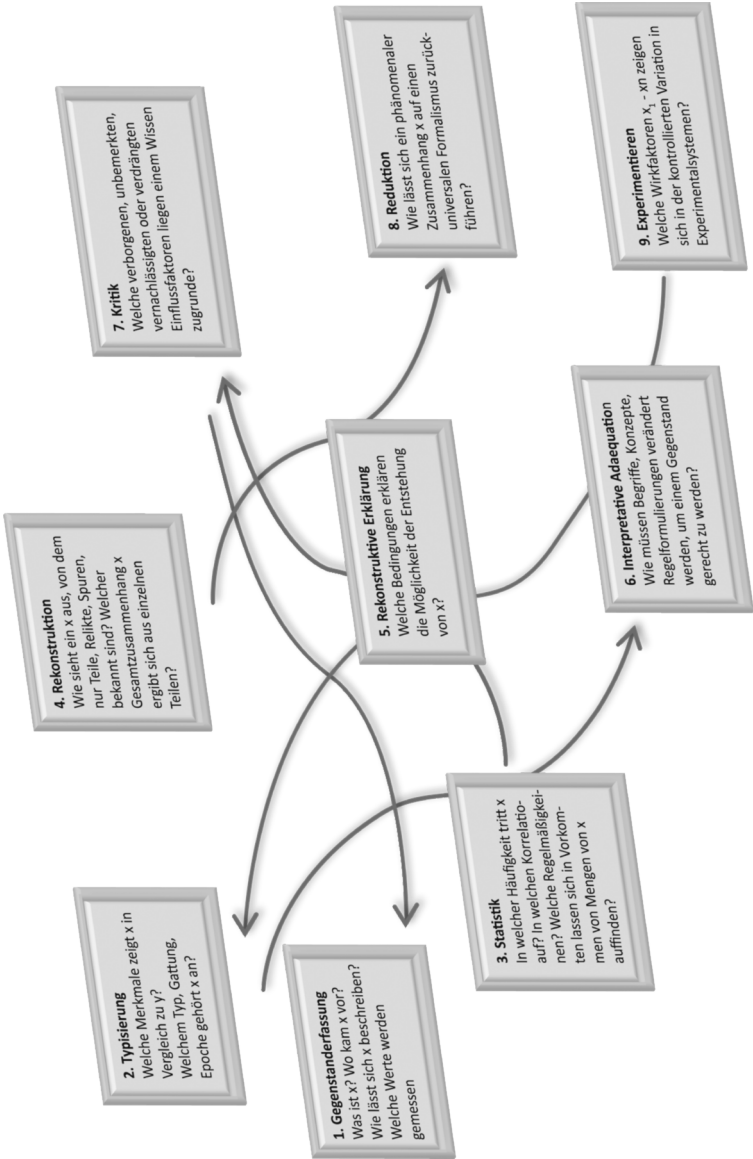 1. Gegenstanderfassung
Was ist x? Wo kam x vor?
Wie lässt sich x beschreiben?
Welche Werte werden
gemessen
2. Typisierung
Welche Merkmale zeigt x in
Vergleich zu y?
Welchem Typ, Gattung,
Epoche gehört x an?
3. Statistik
In welcher Häufigkeit tritt x
auf? In welchen Korrelatio-
nen? Welche Regelmäßigkei-
ten lassen sich in Vorkom-
men von Mengen von x
auffinden?
4. Rekonstruktion
Wie sieht ein x aus, von dem
nur Teile, Relikte, Spuren,
bekannt sind? Welcher
Gesamtzusammenhang x
ergibt sich aus einzelnen
Teilen?
5. Rekonstruktive Erklärung
Welche Bedingungen erklären
die Möglichkeit der Entstehung
von x?
6. Interpretative Adaequation
Wie müssen Begriffe, Konzepte,
Regelformulierungen verändert
werden, um einem Gegenstand
gerecht zu werden?
7. Kritik
Welche verborgenen, unbemerkten,
vernachlässigten oder verdrängten
Einflussfaktoren liegen einem Wissen
zugrunde?
8. Reduktion
Wie lässt sich ein phänomenaler
Zusammenhang x auf einen
universalen Formalismus zurück-
führen?
9. Experimentieren
Welche Wirkfaktoren x₁ - xn zeigen
sich in der kontrollierten Variation in
Experimentalsystemen?